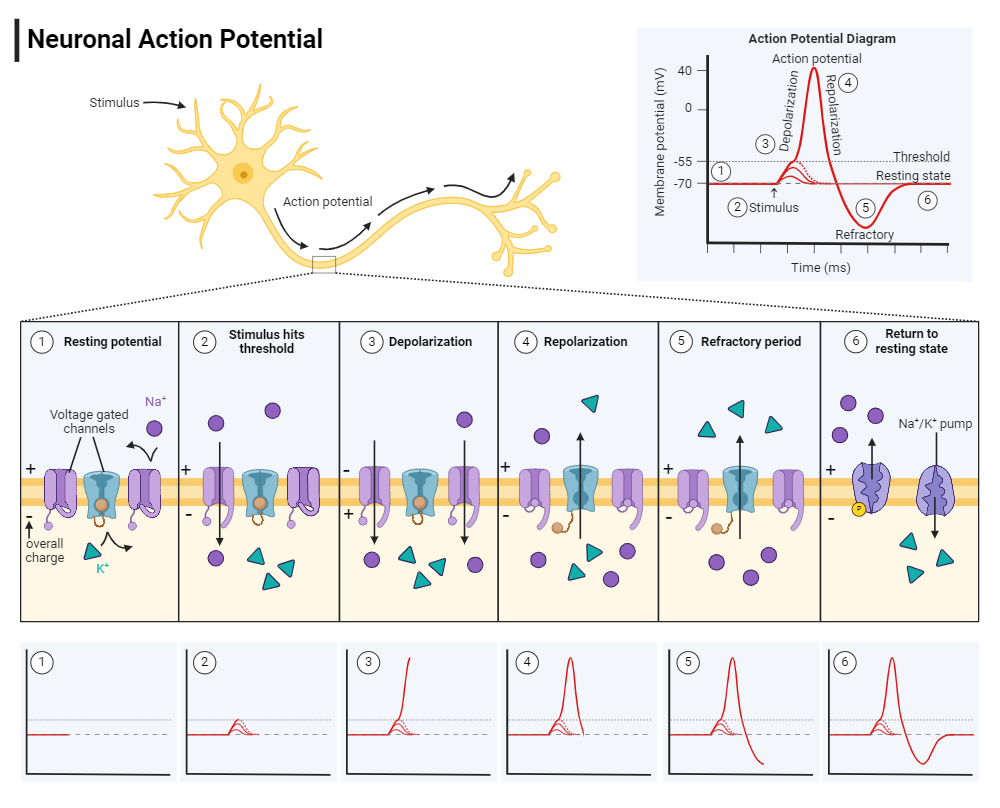 Neuronal Action Potential
Stimulus
Action potential
Action Potential Diagram
Action potential
Membrane potential (mV)
40
0
-55
-70
Depolarization
Repolarization
Threshold
Resting state
1
2
Stimulus
3
4
5
6
Refractory
Time (ms)
1 Resting potential
Na⁺
Voltage gated
channels
+
-
overall
charge
K⁺
2 Stimulus hits
threshold
+
-
3 Depolarization
-
+
4 Repolarization
+
-
5 Refractory period
+
-
6 Return to
resting state
Na⁺/K⁺ pump
+
-
P
1
2
3
4
5
6